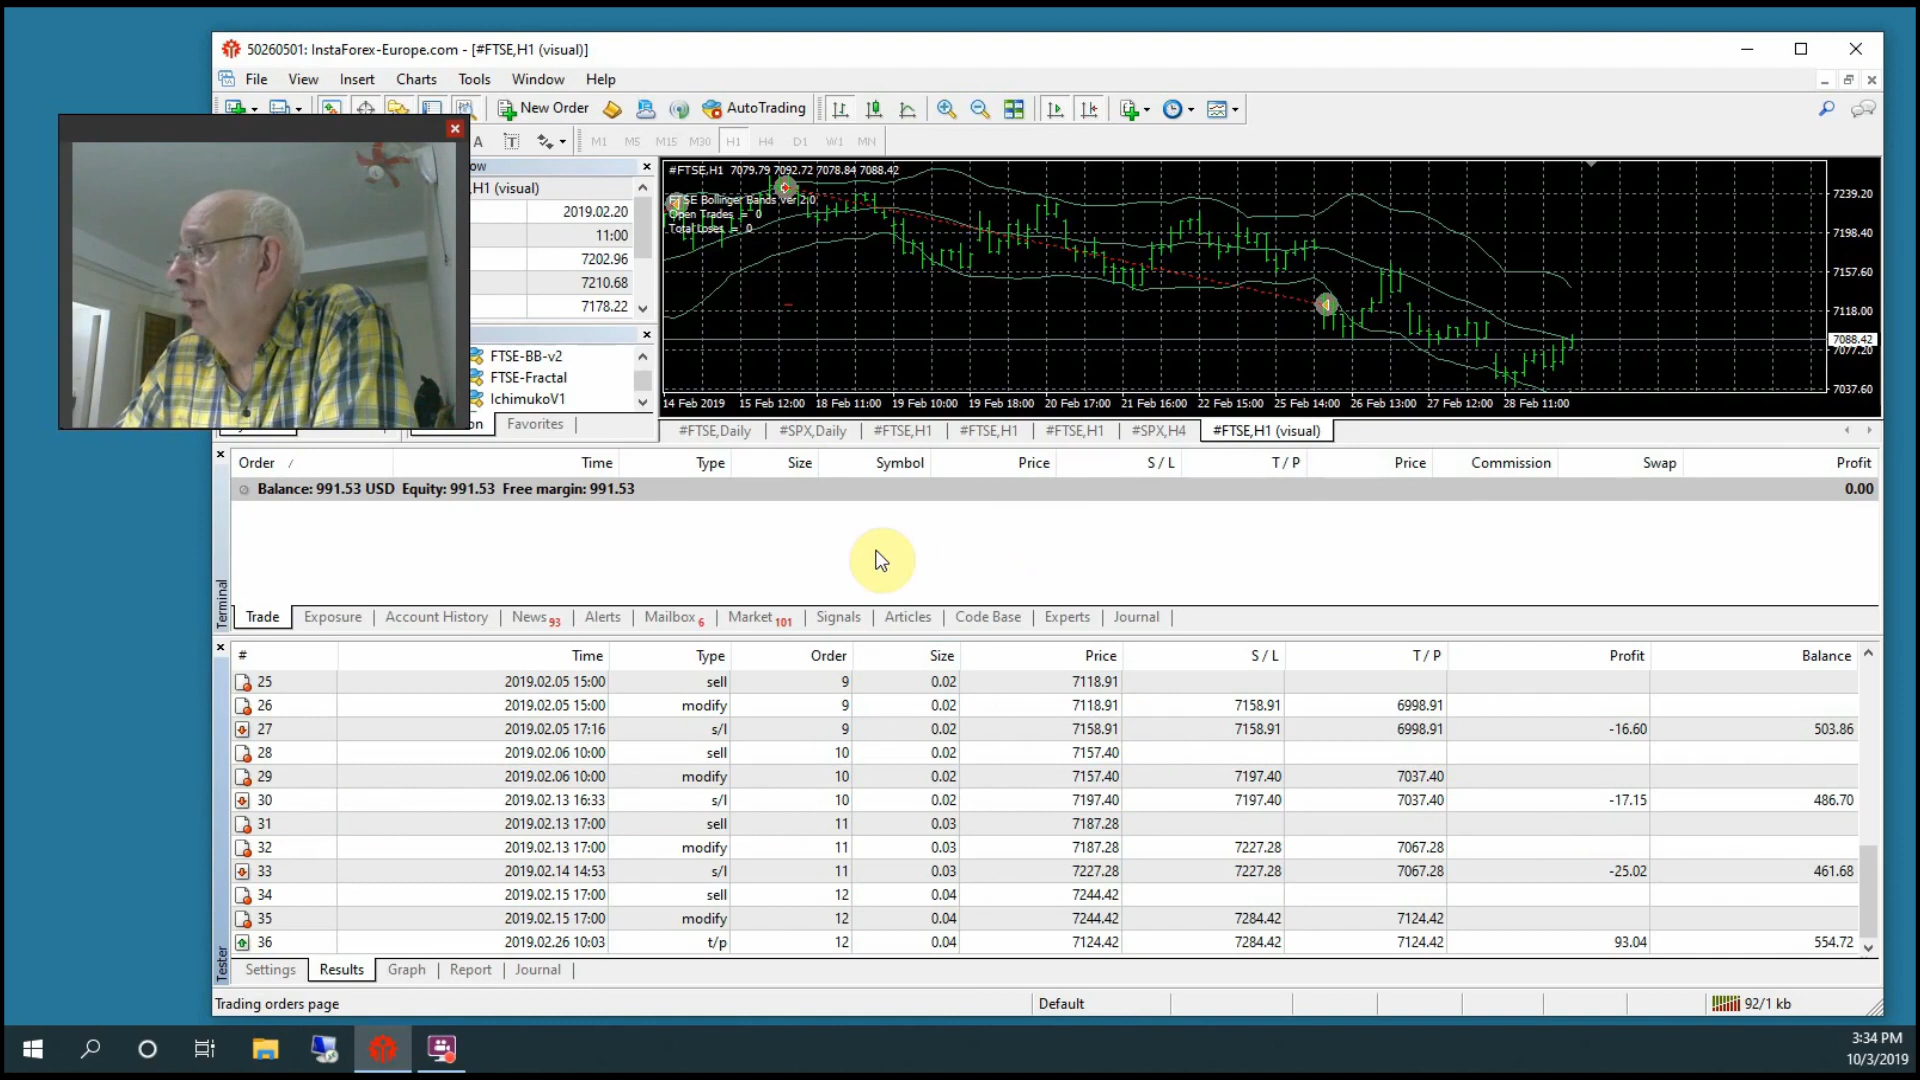 50260501: InstaForex-Europe.com - [#FTSE,H1 (visual)]
File View Insert Charts Tools Window Help
New Order AutoTrading
A T M1 M5 M15 M30 H1 H4 D1 W1 MN
,H1 (visual)
2019.02.20
11:00
7202.96
7210.68
7178.22
FTSE-BB-v2
FTSE-Fractal
IchimukoV1
Favorites
#FTSE,H1 7079.79 7092.72 7078.84 7088.42
FTSE Bollinger Bands Ver 2.0
Open Trades = 0
Total Loses = 0
7239.20
7198.40
7157.60
7118.00
7088.42
7077.20
7037.60
14 Feb 2019 15 Feb 12:00 18 Feb 11:00 19 Feb 10:00 19 Feb 18:00 20 Feb 17:00 21 Feb 16:00 22 Feb 15:00 25 Feb 14:00 26 Feb 13:00 27 Feb 12:00 28 Feb 11:00
#FTSE,Daily #SPX,Daily #FTSE,H1 #FTSE,H1 #FTSE,H1 #SPX,H4 #FTSE,H1 (visual)
Order / Time Type Size Symbol Price S / L T / P Price Commission Swap Profit
Balance: 991.53 USD Equity: 991.53 Free margin: 991.53 0.00
Terminal
Trade Exposure Account History News 93 Alerts Mailbox 6 Market 101 Signals Articles Code Base Experts Journal
# Time Type Order Size Price S / L T / P Profit Balance
25 2019.02.05 15:00 sell 9 0.02 7118.91
26 2019.02.05 15:00 modify 9 0.02 7118.91 7158.91 6998.91
27 2019.02.05 17:16 s/l 9 0.02 7158.91 7158.91 6998.91 -16.60 503.86
28 2019.02.06 10:00 sell 10 0.02 7157.40
29 2019.02.06 10:00 modify 10 0.02 7157.40 7197.40 7037.40
30 2019.02.13 16:33 s/l 10 0.02 7197.40 7197.40 7037.40 -17.15 486.70
31 2019.02.13 17:00 sell 11 0.03 7187.28
32 2019.02.13 17:00 modify 11 0.03 7187.28 7227.28 7067.28
33 2019.02.14 14:53 s/l 11 0.03 7227.28 7227.28 7067.28 -25.02 461.68
34 2019.02.15 17:00 sell 12 0.04 7244.42
35 2019.02.15 17:00 modify 12 0.04 7244.42 7284.42 7124.42
36 2019.02.26 10:03 t/p 12 0.04 7124.42 7284.42 7124.42 93.04 554.72
Tester
Settings Results Graph Report Journal
Trading orders page Default 92/1 kb
3:34 PM
10/3/2019